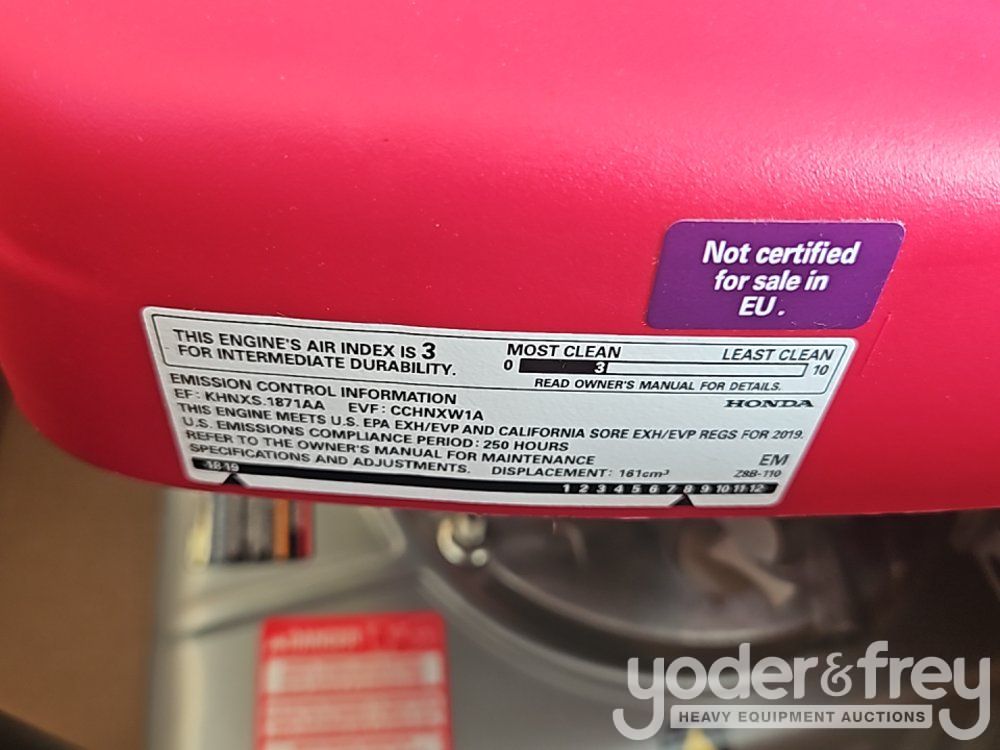 Not certified
for sale in
EU.
THIS ENGINE'S AIR INDEX IS 3
FOR INTERMEDIATE DURABILITY.
MOST CLEAN LEAST CLEAN
0 3 10
READ OWNER'S MANUAL FOR DETAILS.
EMISSION CONTROL INFORMATION
HONDA
EF: KHNXS.1871AA EVF: CCHNXW1A
THIS ENGINE MEETS U.S. EPA EXH/EVP AND CALIFORNIA SORE EXH/EVP REGS FOR 2019.
U.S. EMISSIONS COMPLIANCE PERIOD: 250 HOURS
REFER TO THE OWNER'S MANUAL FOR MAINTENANCE
EM
SPECIFICATIONS AND ADJUSTMENTS. DISPLACEMENT: 161cm³
Z8B-110
18 19 1 2 3 4 5 6 7 8 9 10 11 12
yoder&frey
HEAVY EQUIPMENT AUCTIONS